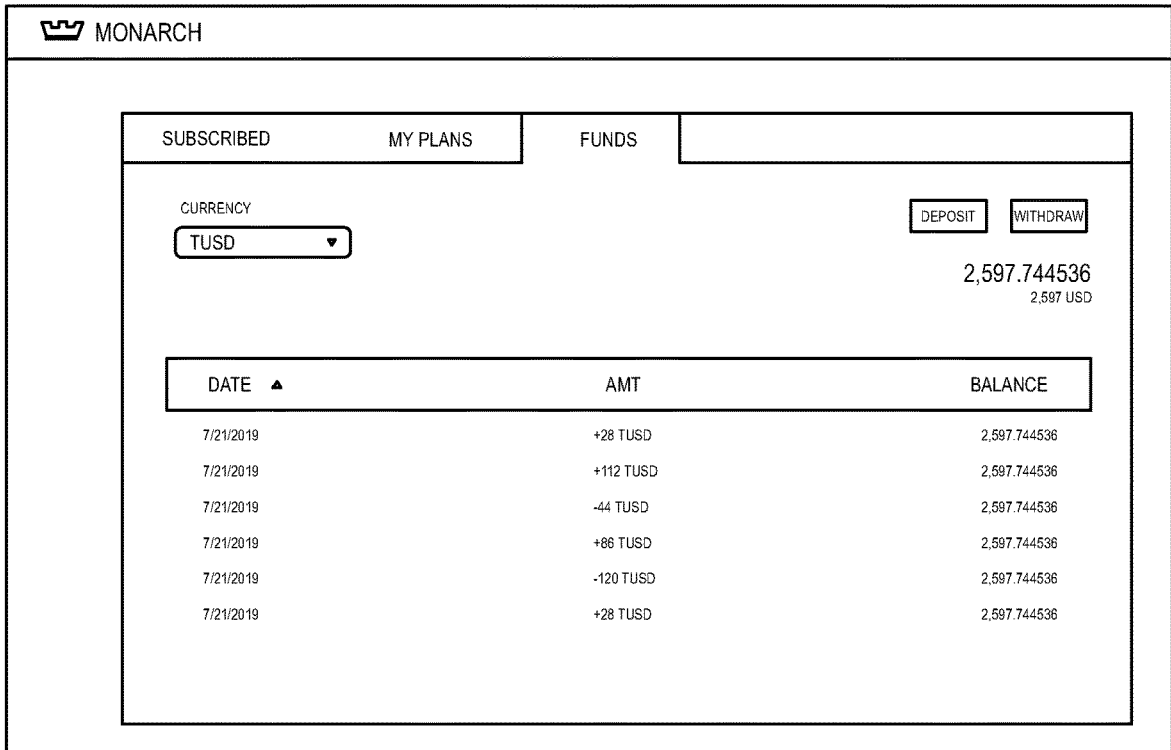 MONARCH
SUBSCRIBED MY PLANS FUNDS
CURRENCY
DEPOSIT WITHDRAW
TUSD
2,597.744536
2,597 USD
DATE AMT BALANCE
7/21/2019 +28 TUSD 2,597.744536
7/21/2019 +112 TUSD 2,597.744536
7/21/2019 -44 TUSD 2,597.744536
7/21/2019 +86 TUSD 2,597.744536
7/21/2019 -120 TUSD 2,597.744536
7/21/2019 +28 TUSD 2,597.744536